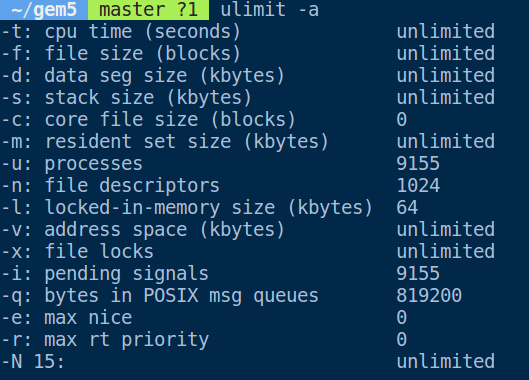 ~/gem5 master ?1 ulimit -a
-t: cpu time (seconds) unlimited
-f: file size (blocks) unlimited
-d: data seg size (kbytes) unlimited
-s: stack size (kbytes) unlimited
-c: core file size (blocks) 0
-m: resident set size (kbytes) unlimited
-u: processes 9155
-n: file descriptors 1024
-l: locked-in-memory size (kbytes) 64
-v: address space (kbytes) unlimited
-x: file locks unlimited
-i: pending signals 9155
-q: bytes in POSIX msg queues 819200
-e: max nice 0
-r: max rt priority 0
-N 15: unlimited